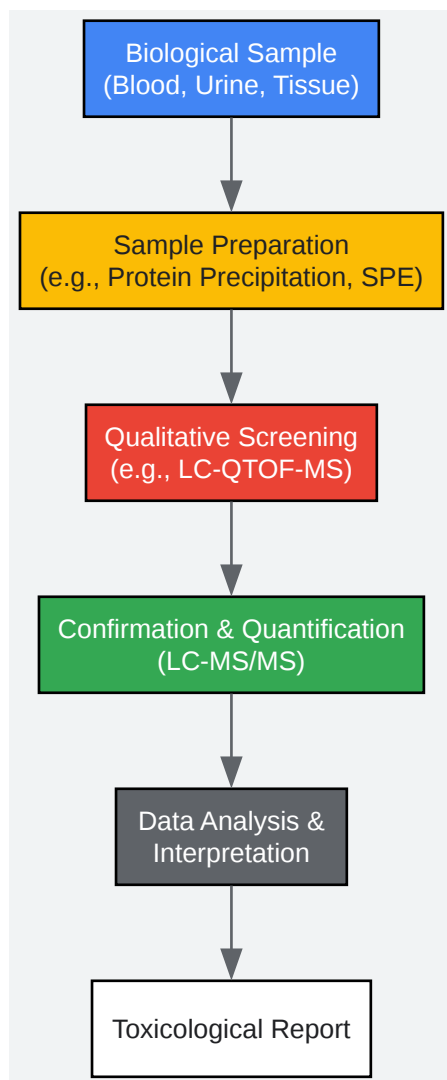 Biological Sample
(Blood, Urine, Tissue)
Sample Preparation
(e.g., Protein Precipitation, SPE)
Qualitative Screening
(e.g., LC-QTOF-MS)
Confirmation & Quantification
(LC-MS/MS)
Data Analysis &
Interpretation
Toxicological Report